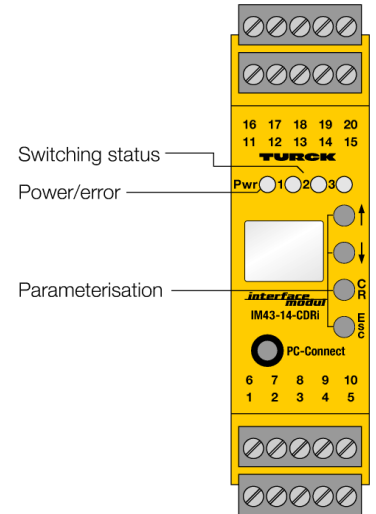 16 17 18 19 20
11 12 13 14 15
TURCK
Switching status
Pwr 1 2 3
Power/error
Parameterisation
C
R
interface
modul
IM43-14-CDRi
Esc
PC-Connect
6 7 8 9 10
1 2 3 4 5